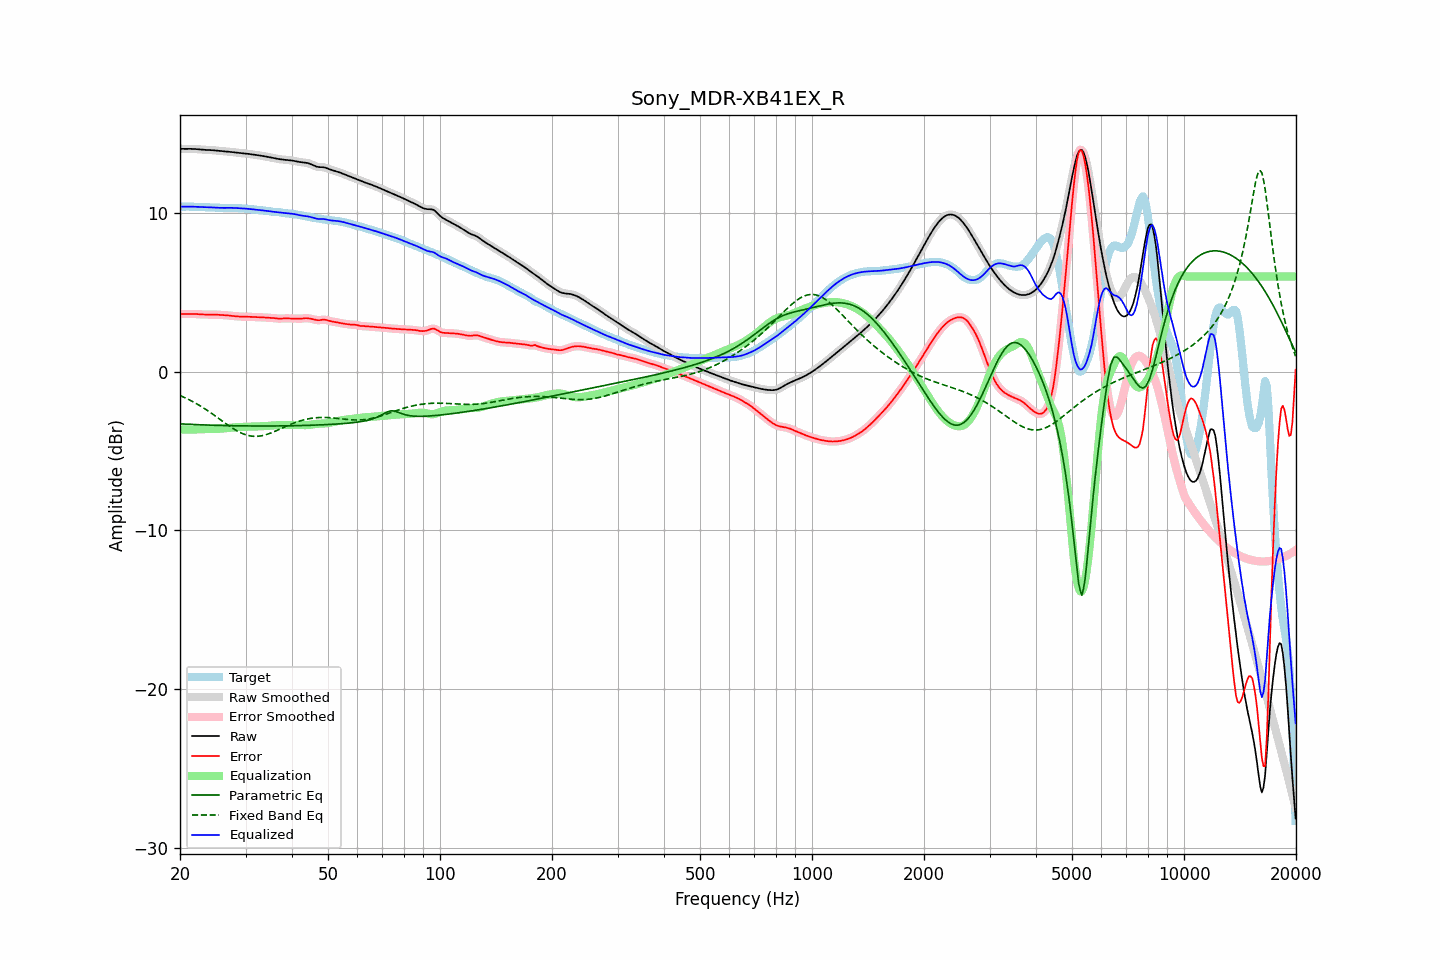 Sony_MDR-XB41EX_R
Amplitude (dBr)
10
0
−10
−20
−30
Target
Raw Smoothed
Error Smoothed
Raw
Error
Equalization
Parametric Eq
Fixed Band Eq
Equalized
20 50 100 200 500 1000 2000 5000 10000 20000
Frequency (Hz)